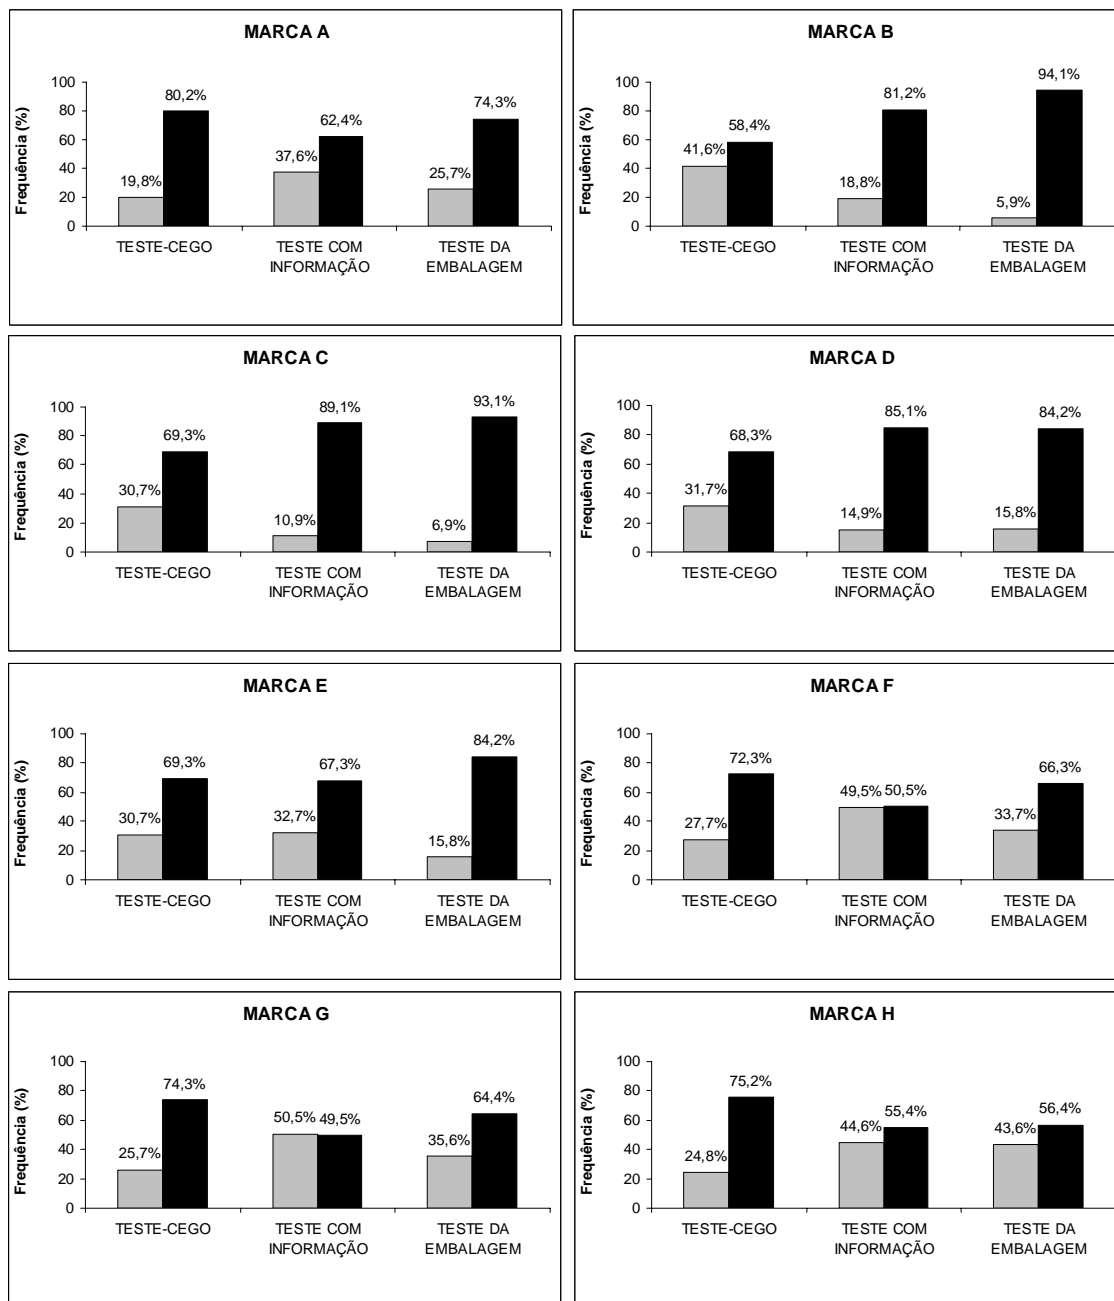 MARCA A
Frequência (%)
100
80
60
40
20
0
19,8%
80,2%
37,6%
62,4%
25,7%
74,3%
TESTE-CEGO
TESTE COM
INFORMAÇÃO
TESTE DA
EMBALAGEM
MARCA B
Frequência (%)
100
80
60
40
20
0
41,6%
58,4%
18,8%
81,2%
5,9%
94,1%
TESTE-CEGO
TESTE COM
INFORMAÇÃO
TESTE DA
EMBALAGEM
MARCA C
Frequência (%)
100
80
60
40
20
0
30,7%
69,3%
10,9%
89,1%
6,9%
93,1%
TESTE-CEGO
TESTE COM
INFORMAÇÃO
TESTE DA
EMBALAGEM
MARCA D
Frequência (%)
100
80
60
40
20
0
31,7%
68,3%
14,9%
85,1%
15,8%
84,2%
TESTE-CEGO
TESTE COM
INFORMAÇÃO
TESTE DA
EMBALAGEM
MARCA E
Frequência (%)
100
80
60
40
20
0
30,7%
69,3%
32,7%
67,3%
15,8%
84,2%
TESTE-CEGO
TESTE COM
INFORMAÇÃO
TESTE DA
EMBALAGEM
MARCA F
Frequência (%)
100
80
60
40
20
0
27,7%
72,3%
49,5%
50,5%
33,7%
66,3%
TESTE-CEGO
TESTE COM
INFORMAÇÃO
TESTE DA
EMBALAGEM
MARCA G
Frequência (%)
100
80
60
40
20
0
25,7%
74,3%
50,5%
49,5%
35,6%
64,4%
TESTE-CEGO
TESTE COM
INFORMAÇÃO
TESTE DA
EMBALAGEM
MARCA H
Frequência (%)
100
80
60
40
20
0
24,8%
75,2%
44,6%
55,4%
43,6%
56,4%
TESTE-CEGO
TESTE COM
INFORMAÇÃO
TESTE DA
EMBALAGEM